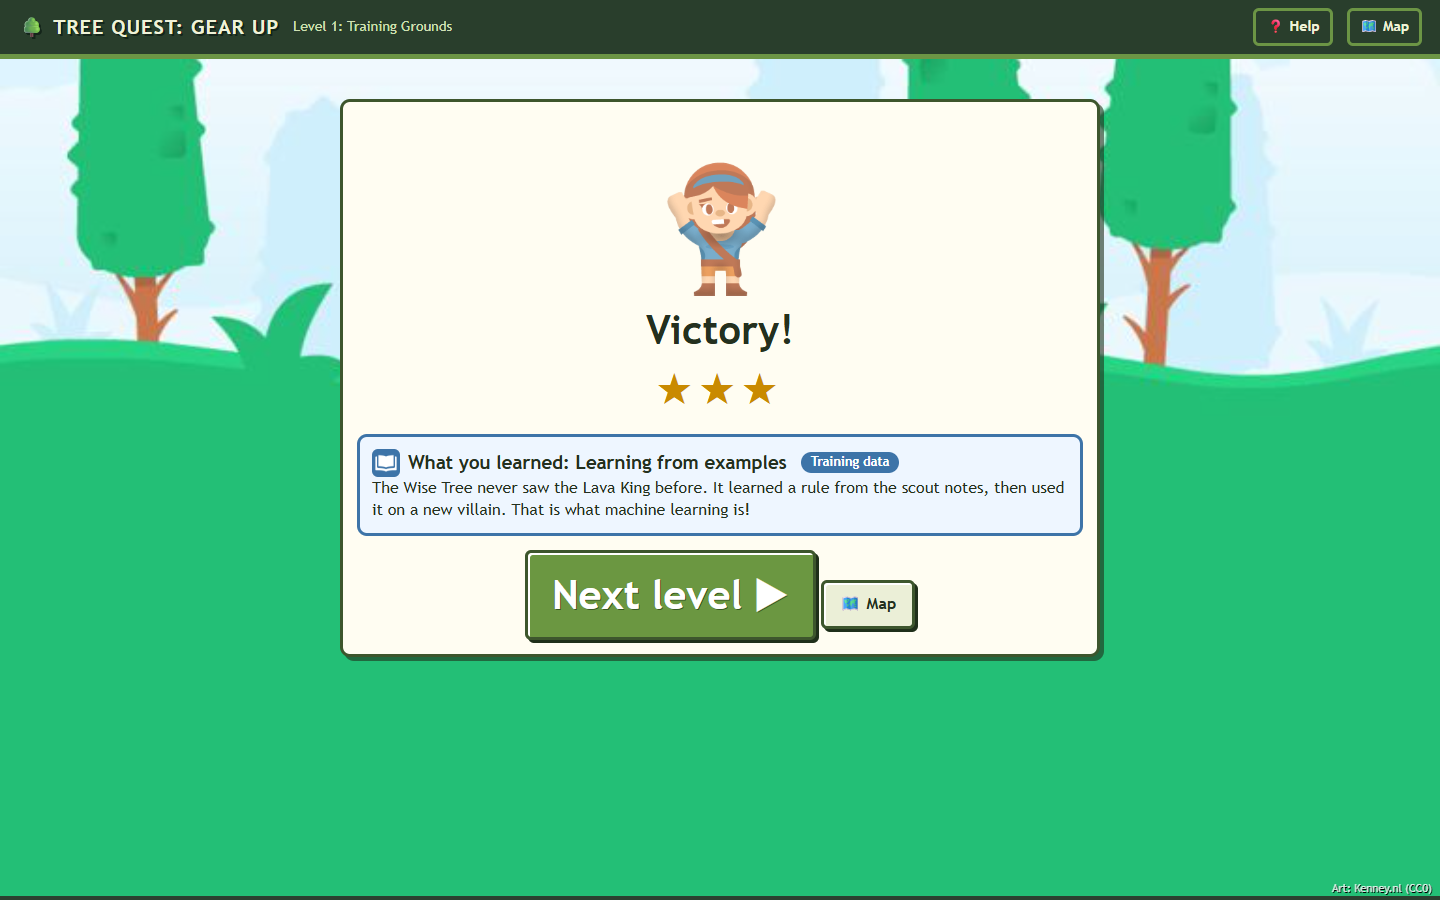 TREE QUEST: GEAR UP
Level 1: Training Grounds
Help
Map
Victory!
What you learned: Learning from examples
Training data
The Wise Tree never saw the Lava King before. It learned a rule from the scout notes, then used
it on a new villain. That is what machine learning is!
Next level
Map
Art: Kenney.nl (CC0)